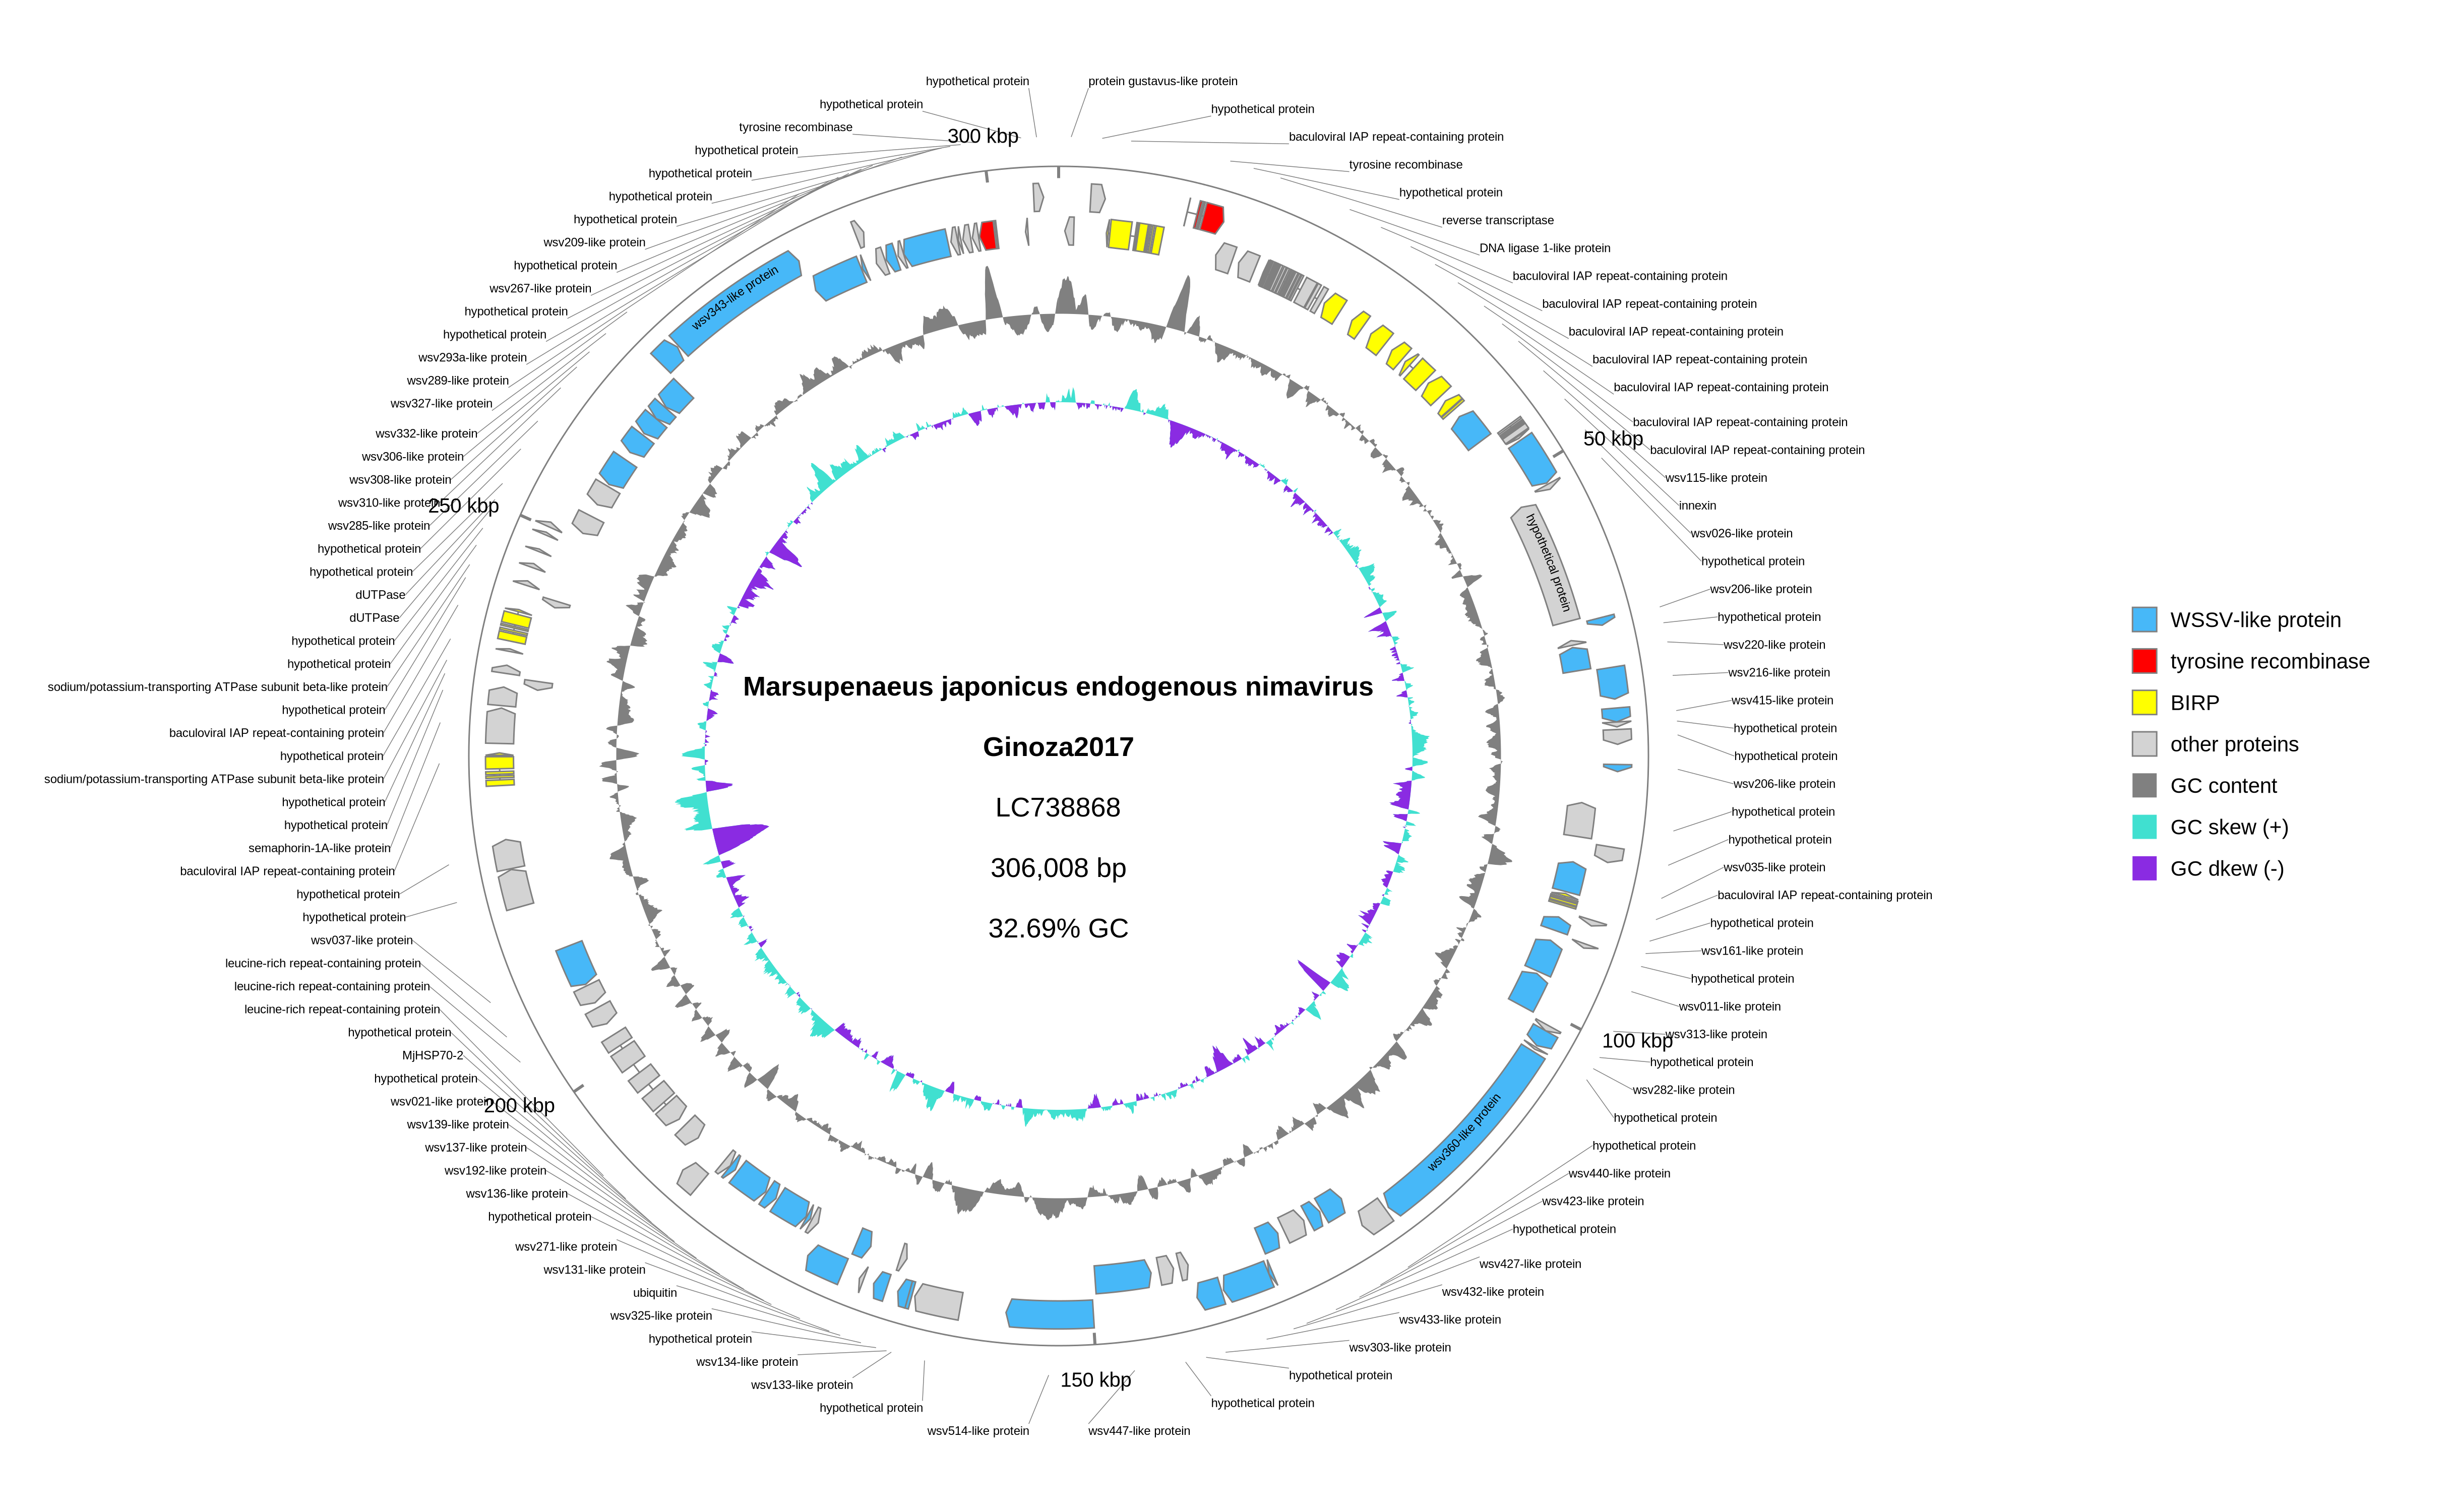 hypothetical protein
hypothetical protein
tyrosine recombinase
hypothetical protein
hypothetical protein
hypothetical protein
hypothetical protein
wsv209-like protein
hypothetical protein
wsv267-like protein
hypothetical protein
hypothetical protein
wsv293a-like protein
wsv289-like protein
wsv327-like protein
wsv332-like protein
wsv306-like protein
wsv308-like protein
wsv310-like protein
wsv285-like protein
hypothetical protein
hypothetical protein
dUTPase
dUTPase
hypothetical protein
hypothetical protein
sodium/potassium-transporting ATPase subunit beta-like protein
hypothetical protein
baculoviral IAP repeat-containing protein
hypothetical protein
sodium/potassium-transporting ATPase subunit beta-like protein
hypothetical protein
hypothetical protein
semaphorin-1A-like protein
baculoviral IAP repeat-containing protein
hypothetical protein
hypothetical protein
wsv037-like protein
leucine-rich repeat-containing protein
leucine-rich repeat-containing protein
leucine-rich repeat-containing protein
hypothetical protein
MjHSP70-2
hypothetical protein
wsv021-like protein
wsv139-like protein
wsv137-like protein
wsv192-like protein
wsv136-like protein
hypothetical protein
wsv271-like protein
wsv131-like protein
ubiquitin
wsv325-like protein
hypothetical protein
wsv134-like protein
wsv133-like protein
hypothetical protein
wsv514-like protein
protein gustavus-like protein
hypothetical protein
baculoviral IAP repeat-containing protein
tyrosine recombinase
hypothetical protein
reverse transcriptase
DNA ligase 1-like protein
baculoviral IAP repeat-containing protein
baculoviral IAP repeat-containing protein
baculoviral IAP repeat-containing protein
baculoviral IAP repeat-containing protein
baculoviral IAP repeat-containing protein
baculoviral IAP repeat-containing protein
baculoviral IAP repeat-containing protein
wsv115-like protein
innexin
wsv026-like protein
hypothetical protein
wsv206-like protein
hypothetical protein
wsv220-like protein
wsv216-like protein
wsv415-like protein
hypothetical protein
hypothetical protein
wsv206-like protein
hypothetical protein
hypothetical protein
wsv035-like protein
baculoviral IAP repeat-containing protein
hypothetical protein
wsv161-like protein
hypothetical protein
wsv011-like protein
wsv313-like protein
hypothetical protein
wsv282-like protein
hypothetical protein
hypothetical protein
wsv440-like protein
wsv423-like protein
hypothetical protein
wsv427-like protein
wsv432-like protein
wsv433-like protein
wsv303-like protein
hypothetical protein
hypothetical protein
wsv447-like protein
300 kbp
50 kbp
100 kbp
150 kbp
200 kbp
250 kbp
wsv343-like protein
hypothetical protein
wsv360-like protein
Marsupenaeus japonicus endogenous nimavirus
Ginoza2017
LC738868
306,008 bp
32.69% GC
WSSV-like protein
tyrosine recombinase
BIRP
other proteins
GC content
GC skew (+)
GC dkew (-)